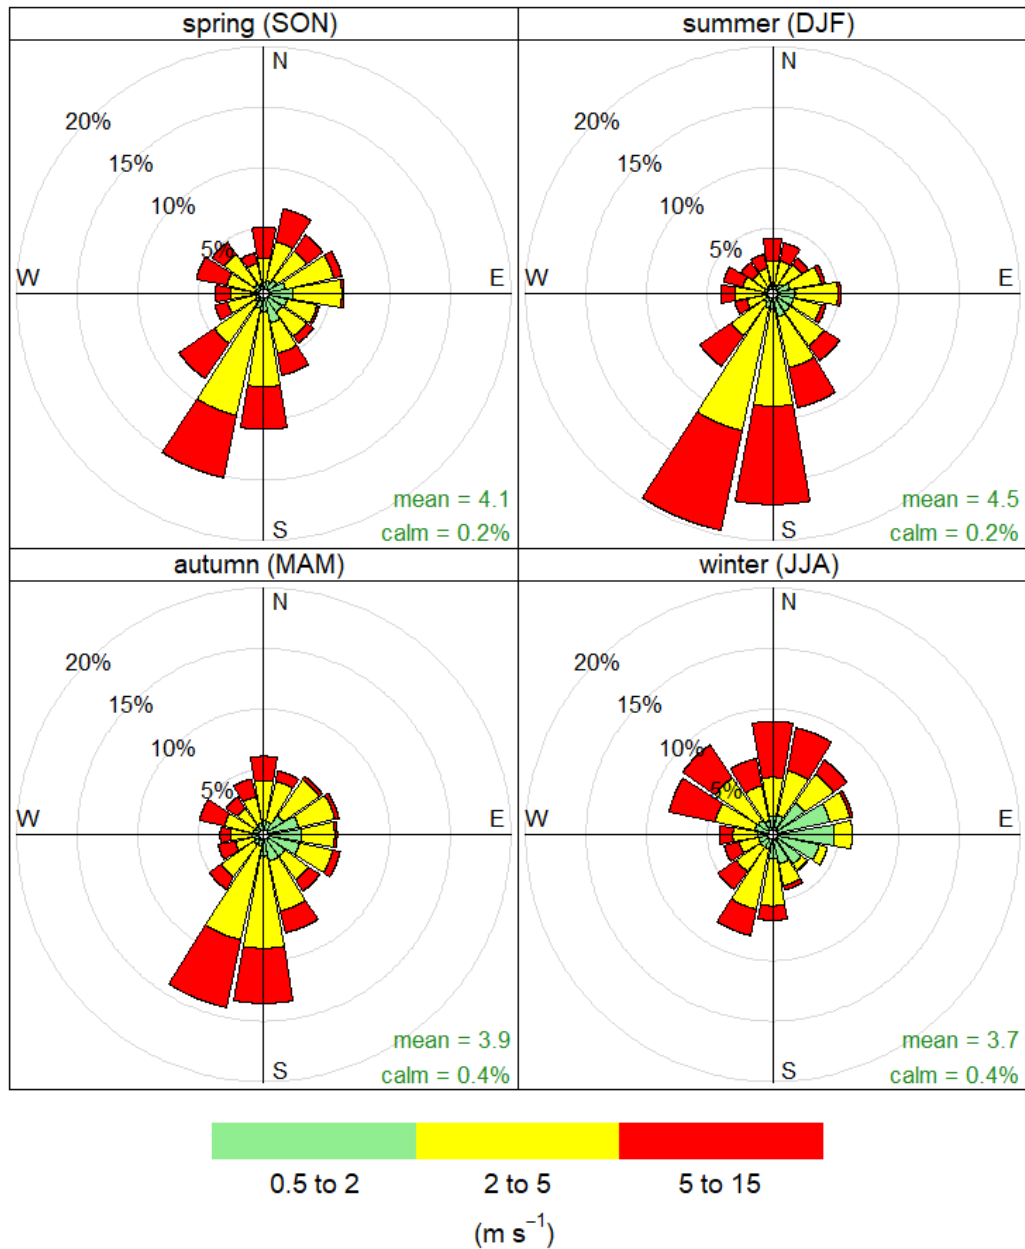 spring (SON)
summer (DJF)
N
20%
15%
10%
5%
W
E
S
mean = 4.1
calm = 0.2%
N
20%
15%
10%
5%
W
E
S
mean = 4.5
calm = 0.2%
autumn (MAM)
winter (JJA)
N
20%
15%
10%
5%
W
E
S
mean = 3.9
calm = 0.4%
N
20%
15%
10%
5%
W
E
S
mean = 3.7
calm = 0.4%
0.5 to 2
2 to 5
5 to 15
(m s⁻¹)